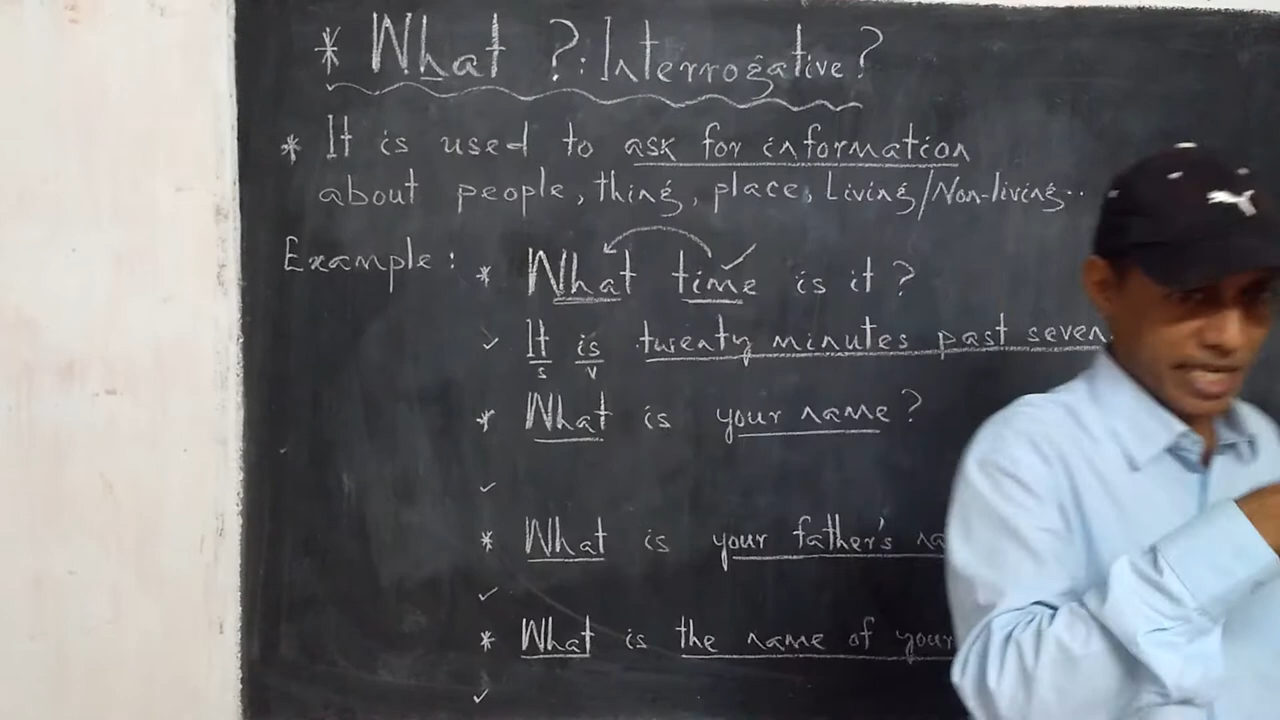 * What ?: Interrogative?
* It is used to ask for information
about people, thing, place, Living/Non-living..
Example: * What time is it?
✓ It is twenty minutes past seven
s v
* What is your name?
✓
* What is your father's
✓
* What is the name of your
✓